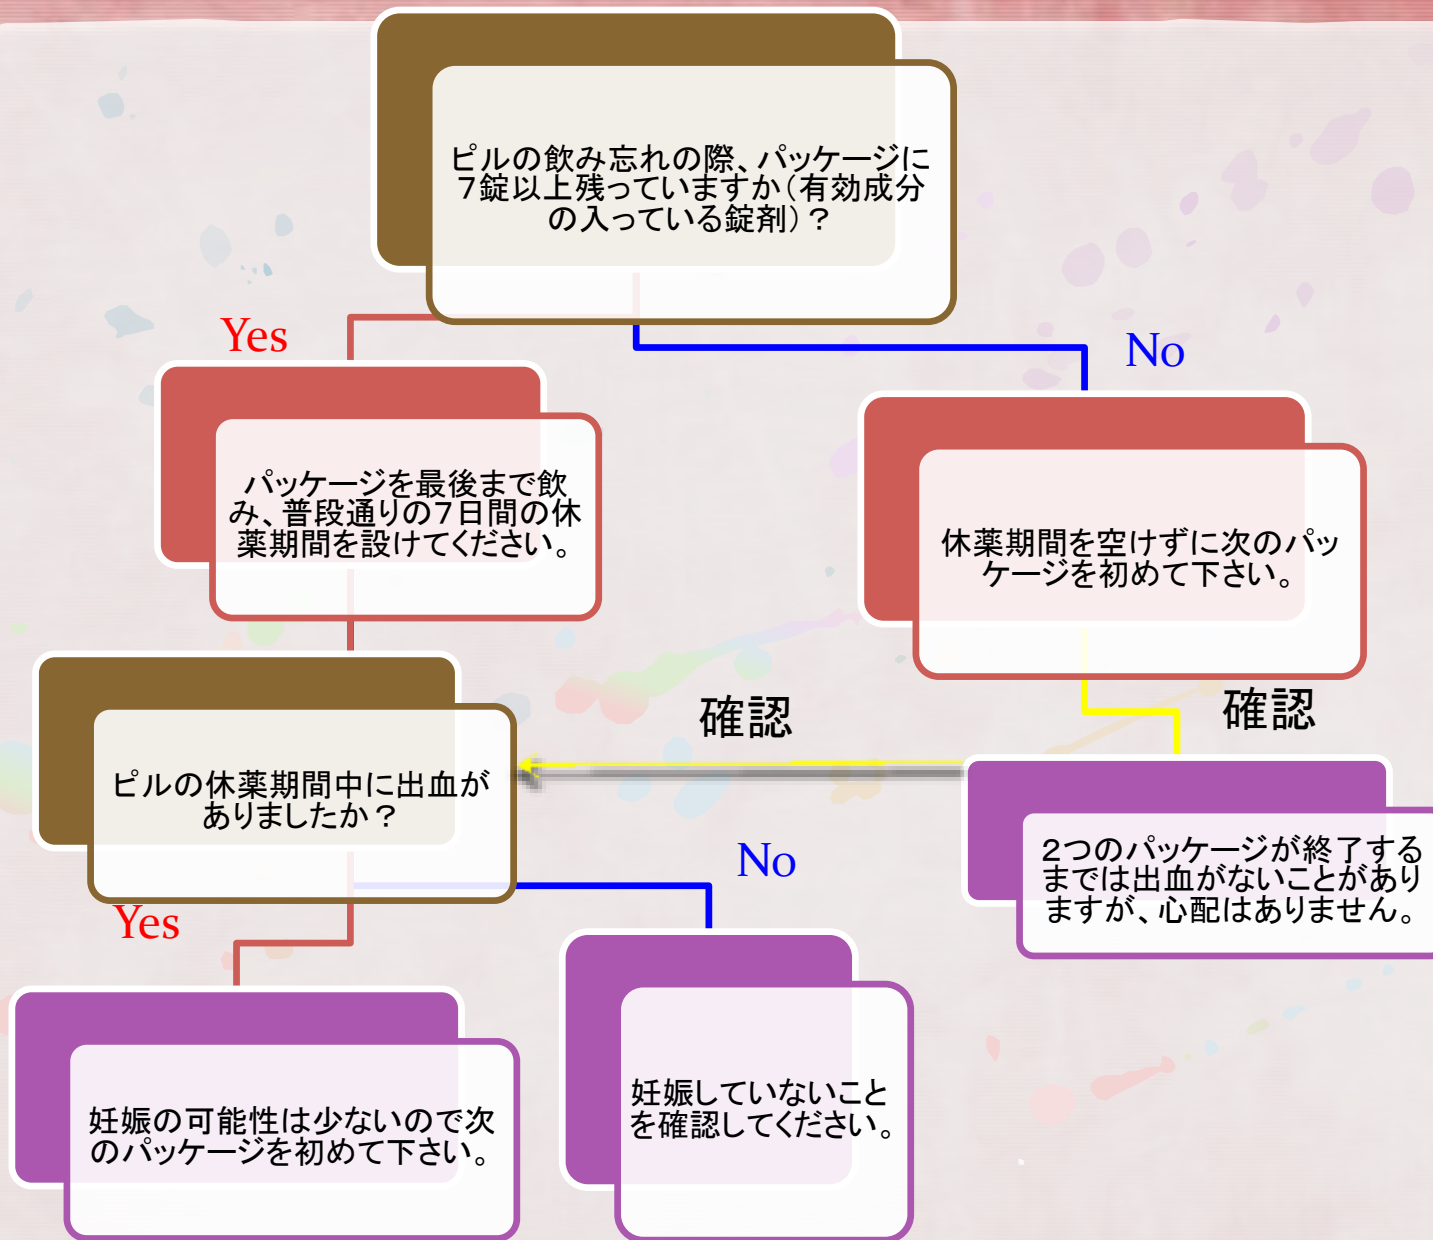 ピルの飲み忘れの際、パッケージに
7錠以上残っていますか（有効成分
の入っている錠剤）？
Yes
No
パッケージを最後まで飲
み、普段通りの7日間の休
薬期間を設けてください。
休薬期間を空けずに次のパッ
ケージを初めて下さい。
確認
確認
ピルの休薬期間中に出血が
ありましたか？
2つのパッケージが終了する
までは出血がないことがあり
ますが、心配はありません。
No
Yes
妊娠の可能性は少ないので次
のパッケージを初めて下さい。
妊娠していないこと
を確認してください。